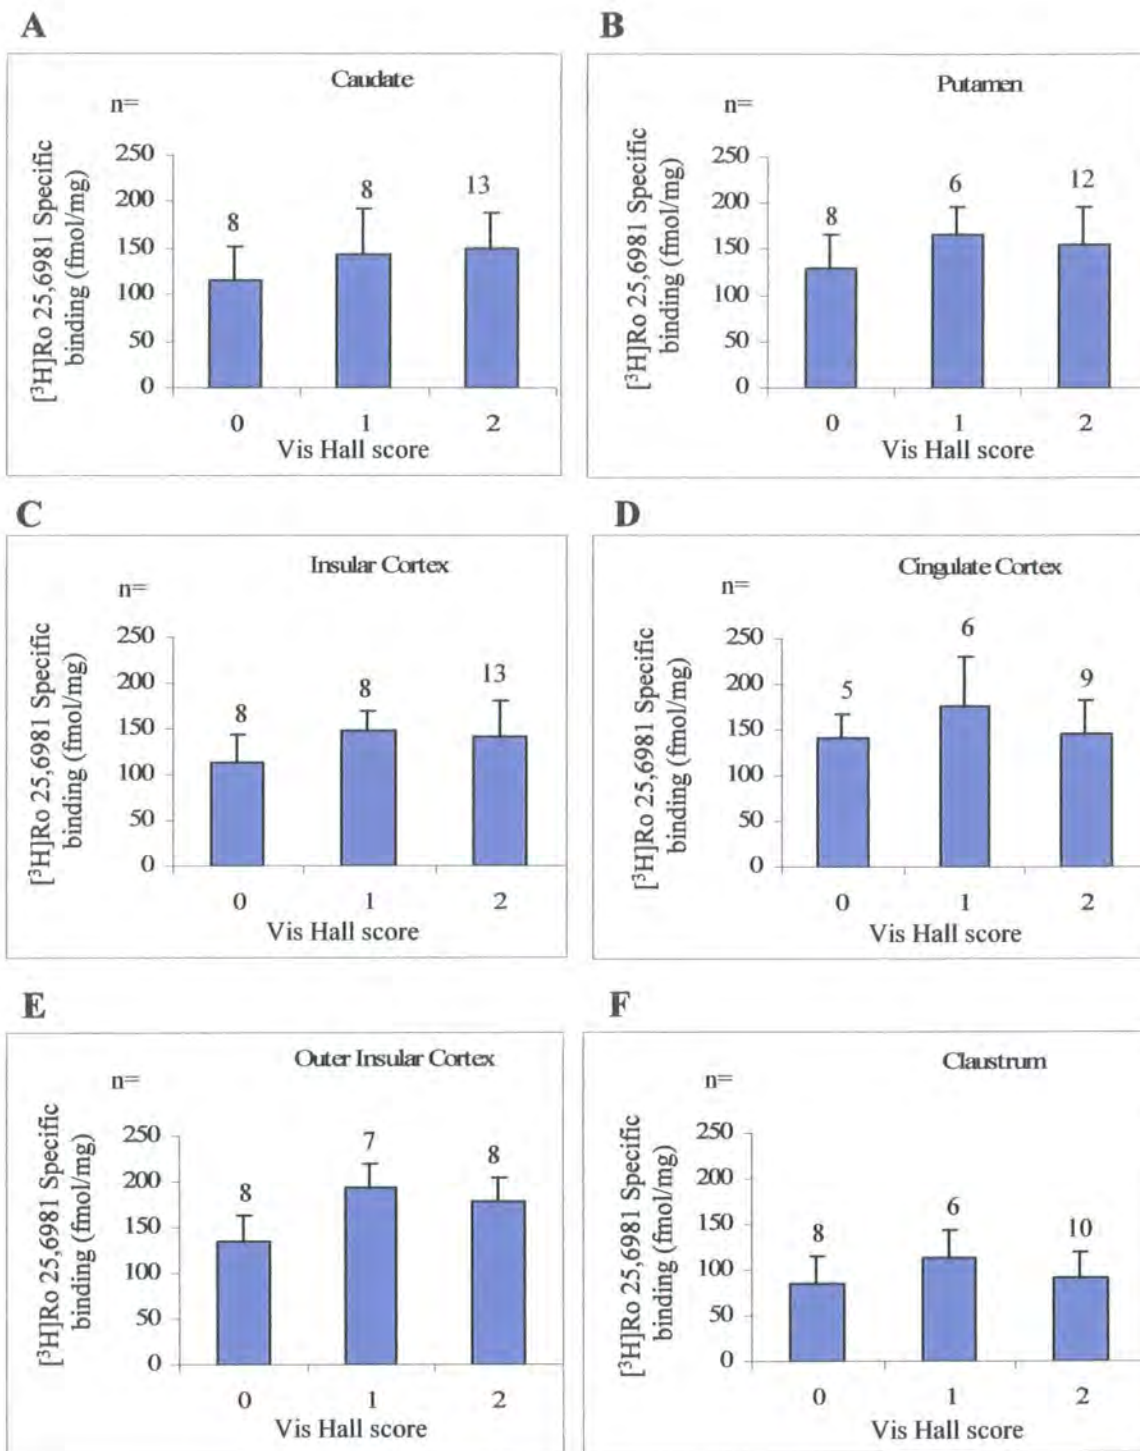 A
Caudate
n=
[³H]Ro 25,6981 Specific
binding (fmol/mg)
250
200
150
100
50
0
8
8
13
0 1 2
Vis Hall score
B
Putamen
n=
[³H]Ro 25,6981 Specific
binding (fmol/mg)
250
200
150
100
50
0
8
6
12
0 1 2
Vis Hall score
C
Insular Cortex
n=
[³H]Ro 25,6981 Specific
binding (fmol/mg)
250
200
150
100
50
0
8
8
13
0 1 2
Vis Hall score
D
Cingulate Cortex
n=
[³H]Ro 25,6981 Specific
binding (fmol/mg)
250
200
150
100
50
0
5
6
9
0 1 2
Vis Hall score
E
Outer Insular Cortex
n=
[³H]Ro 25,6981 Specific
binding (fmol/mg)
250
200
150
100
50
0
8
7
8
0 1 2
Vis Hall score
F
Claustrum
n=
[³H]Ro 25,6981 Specific
binding (fmol/mg)
250
200
150
100
50
0
8
6
10
0 1 2
Vis Hall score